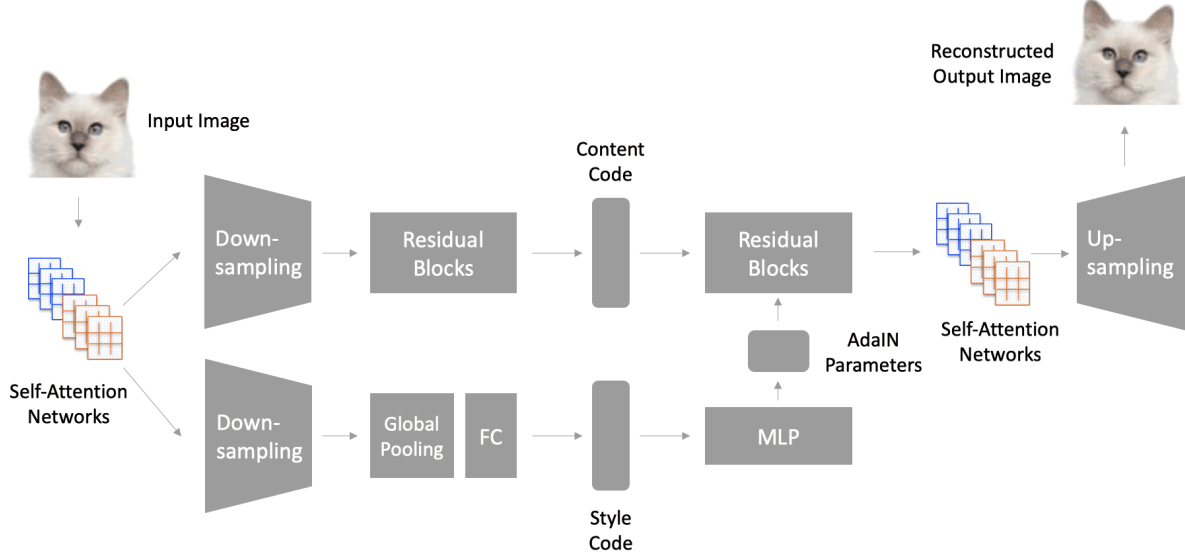 Reconstructed
Output Image
Input Image
Content
Code
Down-
sampling
Residual
Blocks
Residual
Blocks
Up-
sampling
Self-Attention
Networks
AdaIN
Parameters
Self-Attention
Networks
Down-
sampling
Global
Pooling
FC
MLP
Style
Code